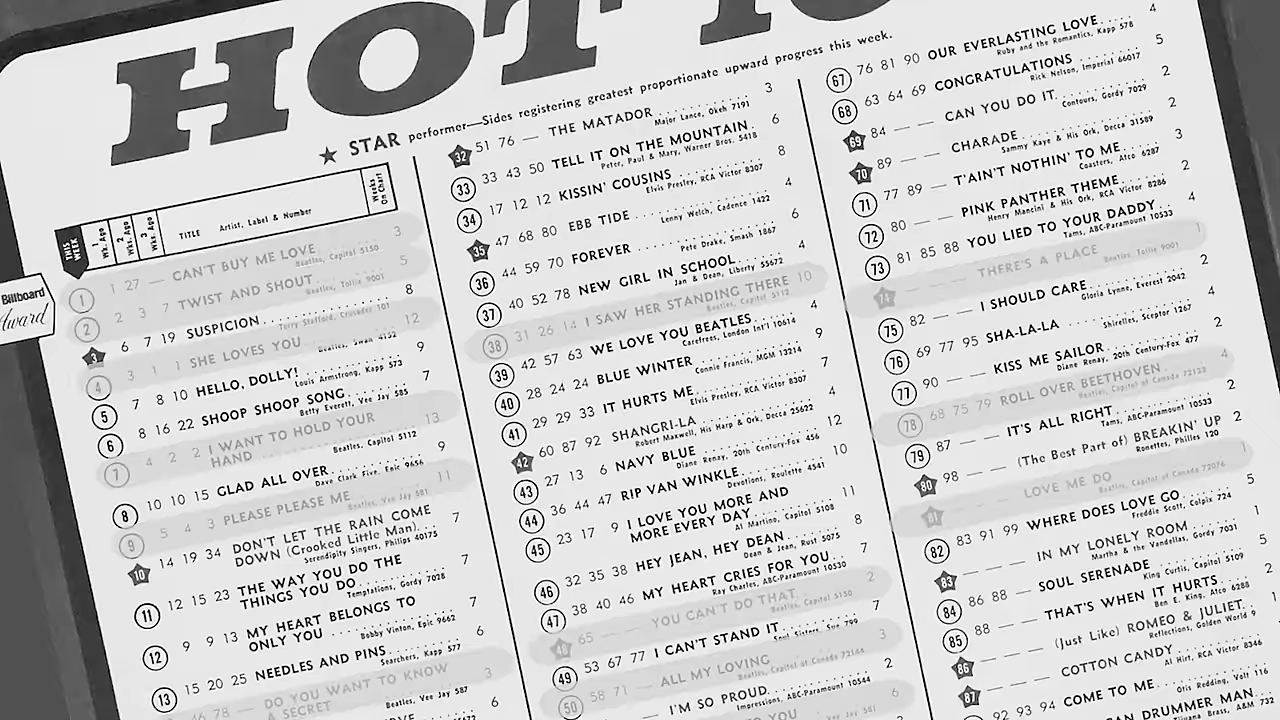 HOT
★ STAR performer—Sides registering greatest proportionate upward progress this week.
Billboard
Award
THIS WEEK
1 Wk. Ago
2 Wks. Ago
3 Wks. Ago
TITLE Artist, Label & Number
Weeks On Chart
1 1 27 — CAN'T BUY ME LOVE 3
Beatles, Capitol 5150
2 2 3 7 TWIST AND SHOUT 5
Beatles, Tollie 9001
3 6 7 19 SUSPICION 8
Terry Stafford, Crusader 101
4 3 1 1 SHE LOVES YOU 12
Beatles, Swan 4152
5 7 8 10 HELLO, DOLLY! 9
Louis Armstrong, Kapp 573
6 8 16 22 SHOOP SHOOP SONG 7
Betty Everett, Vee Jay 585
7 4 2 2 I WANT TO HOLD YOUR HAND 13
Beatles, Capitol 5112
8 10 10 15 GLAD ALL OVER 9
Dave Clark Five, Epic 9656
9 5 4 3 PLEASE PLEASE ME 11
Beatles, Vee Jay 581
10 14 19 34 DON'T LET THE RAIN COME
DOWN (Crooked Little Man) 7
Serendipity Singers, Philips 40175
11 12 15 23 THE WAY YOU DO THE
THINGS YOU DO 7
Temptations, Gordy 7028
12 9 9 13 MY HEART BELONGS TO
ONLY YOU 7
Bobby Vinton, Epic 9662
13 15 20 25 NEEDLES AND PINS 6
Searchers, Kapp 577
46 78 — DO YOU WANT TO KNOW
A SECRET 3
Beatles, Vee Jay 587
32 51 76 — THE MATADOR 3
Major Lance, Okeh 7191
33 33 43 50 TELL IT ON THE MOUNTAIN 6
Peter, Paul & Mary, Warner Bros. 5418
34 17 12 12 KISSIN' COUSINS 8
Elvis Presley, RCA Victor 8307
35 47 68 80 EBB TIDE 4
Lenny Welch, Cadence 1422
36 44 59 70 FOREVER 6
Pete Drake, Smash 1867
37 40 52 78 NEW GIRL IN SCHOOL 4
Jan & Dean, Liberty 55672
38 31 26 14 I SAW HER STANDING THERE 10
Beatles, Capitol 5112
39 42 57 63 WE LOVE YOU BEATLES 4
Carefrees, London Int'l 10614
40 28 24 24 BLUE WINTER 9
Connie Francis, MGM 13214
41 29 29 33 IT HURTS ME 7
Elvis Presley, RCA Victor 8307
42 60 87 92 SHANGRI-LA 4
Robert Maxwell, His Harp & Ork, Decca 25622
43 27 13 6 NAVY BLUE 12
Diane Renay, 20th Century-Fox 456
44 36 44 47 RIP VAN WINKLE 10
Devotions, Roulette 4541
45 23 17 9 I LOVE YOU MORE AND
MORE EVERY DAY 11
Al Martino, Capitol 5108
46 32 35 38 HEY JEAN, HEY DEAN 8
Dean & Jean, Rust 5075
47 38 40 46 MY HEART CRIES FOR YOU 7
Ray Charles, ABC-Paramount 10530
48 65 — — YOU CAN'T DO THAT 2
Beatles, Capitol 5150
49 53 67 77 I CAN'T STAND IT 7
Soul Sisters, Sue 799
50 58 71 — ALL MY LOVING 3
Beatles, Capitol of Canada 72144
— — — I'M SO PROUD 2
Impressions, ABC-Paramount 10544
TO YOU 6
Vee Jay 581
67 76 81 90 OUR EVERLASTING LOVE 4
Ruby and the Romantics, Kapp 578
68 63 64 69 CONGRATULATIONS 5
Rick Nelson, Imperial 66017
69 84 — — CAN YOU DO IT 2
Contours, Gordy 7029
70 89 — — CHARADE 2
Sammy Kaye & His Ork, Decca 31589
71 77 89 — T'AIN'T NOTHIN' TO ME 3
Coasters, Atco 6287
72 80 — — PINK PANTHER THEME 2
Henry Mancini & His Ork, RCA Victor 8286
73 81 85 88 YOU LIED TO YOUR DADDY 4
Tams, ABC-Paramount 10533
74 — — — THERE'S A PLACE 1
Beatles, Tollie 9001
75 82 — — I SHOULD CARE 2
Gloria Lynne, Everest 2042
76 69 77 95 SHA-LA-LA 4
Shirelles, Scepter 1267
77 90 — — KISS ME SAILOR 2
Diane Renay, 20th Century-Fox 477
78 68 75 79 ROLL OVER BEETHOVEN 4
Beatles, Capitol of Canada 72133
79 87 — — IT'S ALL RIGHT 2
Tams, ABC-Paramount 10533
80 98 — — (The Best Part of) BREAKIN' UP 2
Ronettes, Philles 120
81 — — — LOVE ME DO 1
Beatles, Capitol of Canada 72076
82 83 91 99 WHERE DOES LOVE GO 5
Freddie Scott, Colpix 724
83 — — — IN MY LONELY ROOM 1
Martha & the Vandellas, Gordy 7031
84 86 88 — SOUL SERENADE 5
King Curtis, Capitol 5109
85 88 — — THAT'S WHEN IT HURTS 2
Ben E. King, Atco 6288
86 — — — (Just Like) ROMEO & JULIET 1
Reflections, Golden World 9
87 — — — COTTON CANDY
Al Hirt, RCA Victor 8346
92 93 94 COME TO ME
Otis Redding, Volt 116
DRUMMER MAN
Brass, A&M 732